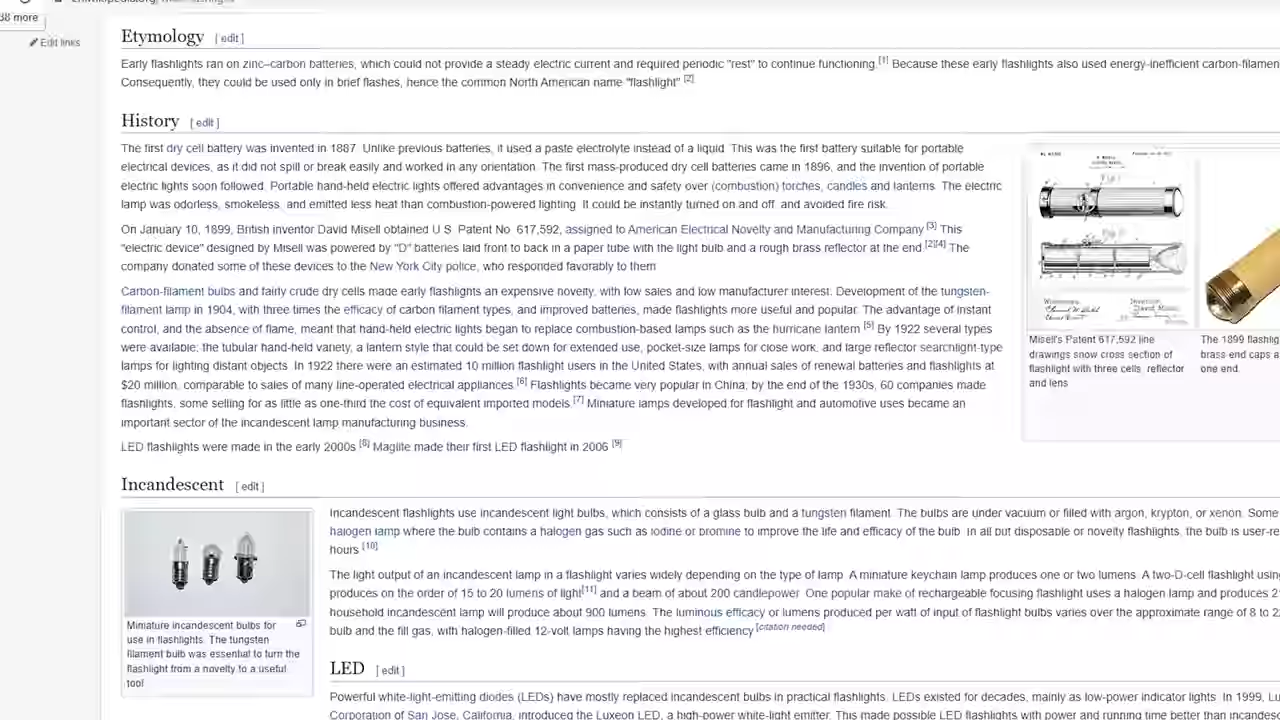 38 more
Edit links
Etymology [ edit ]
Early flashlights ran on zinc–carbon batteries, which could not provide a steady electric current and required periodic "rest" to continue functioning.[1] Because these early flashlights also used energy-inefficient carbon-filamen
Consequently, they could be used only in brief flashes, hence the common North American name "flashlight" [2]
History [ edit ]
The first dry cell battery was invented in 1887 Unlike previous batteries, it used a paste electrolyte instead of a liquid This was the first battery suitable for portable
electrical devices, as it did not spill or break easily and worked in any orientation. The first mass-produced dry cell batteries came in 1896, and the invention of portable
electric lights soon followed. Portable hand-held electric lights offered advantages in convenience and safety over (combustion) torches, candles and lanterns. The electric
lamp was odorless, smokeless, and emitted less heat than combustion-powered lighting It could be instantly turned on and off and avoided fire risk.
On January 10, 1899, British inventor David Misell obtained U S Patent No 617,592, assigned to American Electrical Novelty and Manufacturing Company [3] This
"electric device" designed by Misell was powered by "D" batteries laid front to back in a paper tube with the light bulb and a rough brass reflector at the end.[2][4] The
company donated some of these devices to the New York City police, who responded favorably to them
Carbon-filament bulbs and fairly crude dry cells made early flashlights an expensive novelty, with low sales and low manufacturer interest. Development of the tungsten-
filament lamp in 1904, with three times the efficacy of carbon filament types, and improved batteries, made flashlights more useful and popular. The advantage of instant
control, and the absence of flame, meant that hand-held electric lights began to replace combustion-based lamps such as the hurricane lantern [5] By 1922 several types
were available; the tubular hand-held variety, a lantern style that could be set down for extended use, pocket-size lamps for close work, and large reflector searchlight-type
lamps for lighting distant objects In 1922 there were an estimated 10 million flashlight users in the United States, with annual sales of renewal batteries and flashlights at
$20 million, comparable to sales of many line-operated electrical appliances.[6] Flashlights became very popular in China; by the end of the 1930s, 60 companies made
flashlights, some selling for as little as one-third the cost of equivalent imported models.[7] Miniature lamps developed for flashlight and automotive uses became an
important sector of the incandescent lamp manufacturing business.
LED flashlights were made in the early 2000s [8] Maglite made their first LED flashlight in 2006 [9]
Misell's Patent 617,592 line
drawings show cross section of
flashlight with three cells reflector
and lens
The 1899 flashlig
brass end caps a
one end.
Incandescent [ edit ]
Incandescent flashlights use incandescent light bulbs, which consists of a glass bulb and a tungsten filament. The bulbs are under vacuum or filled with argon, krypton, or xenon. Some
halogen lamp where the bulb contains a halogen gas such as iodine or bromine to improve the life and efficacy of the bulb In all but disposable or novelty flashlights, the bulb is user-re
hours [10]
The light output of an incandescent lamp in a flashlight varies widely depending on the type of lamp A miniature keychain lamp produces one or two lumens A two-D-cell flashlight using
produces on the order of 15 to 20 lumens of light[11] and a beam of about 200 candlepower One popular make of rechargeable focusing flashlight uses a halogen lamp and produces 2
household incandescent lamp will produce about 900 lumens. The luminous efficacy or lumens produced per watt of input of flashlight bulbs varies over the approximate range of 8 to 2
bulb and the fill gas, with halogen-filled 12-volt lamps having the highest efficiency [citation needed]
Miniature incandescent bulbs for
use in flashlights. The tungsten
filament bulb was essential to turn the
flashlight from a novelty to a useful
tool
LED [ edit ]
Powerful white-light-emitting diodes (LEDs) have mostly replaced incandescent bulbs in practical flashlights. LEDs existed for decades, mainly as low-power indicator lights In 1999, Lu
Corporation of San Jose, California, introduced the Luxeon LED, a high-power white-light emitter. This made possible LED flashlights with power and running time better than incandes